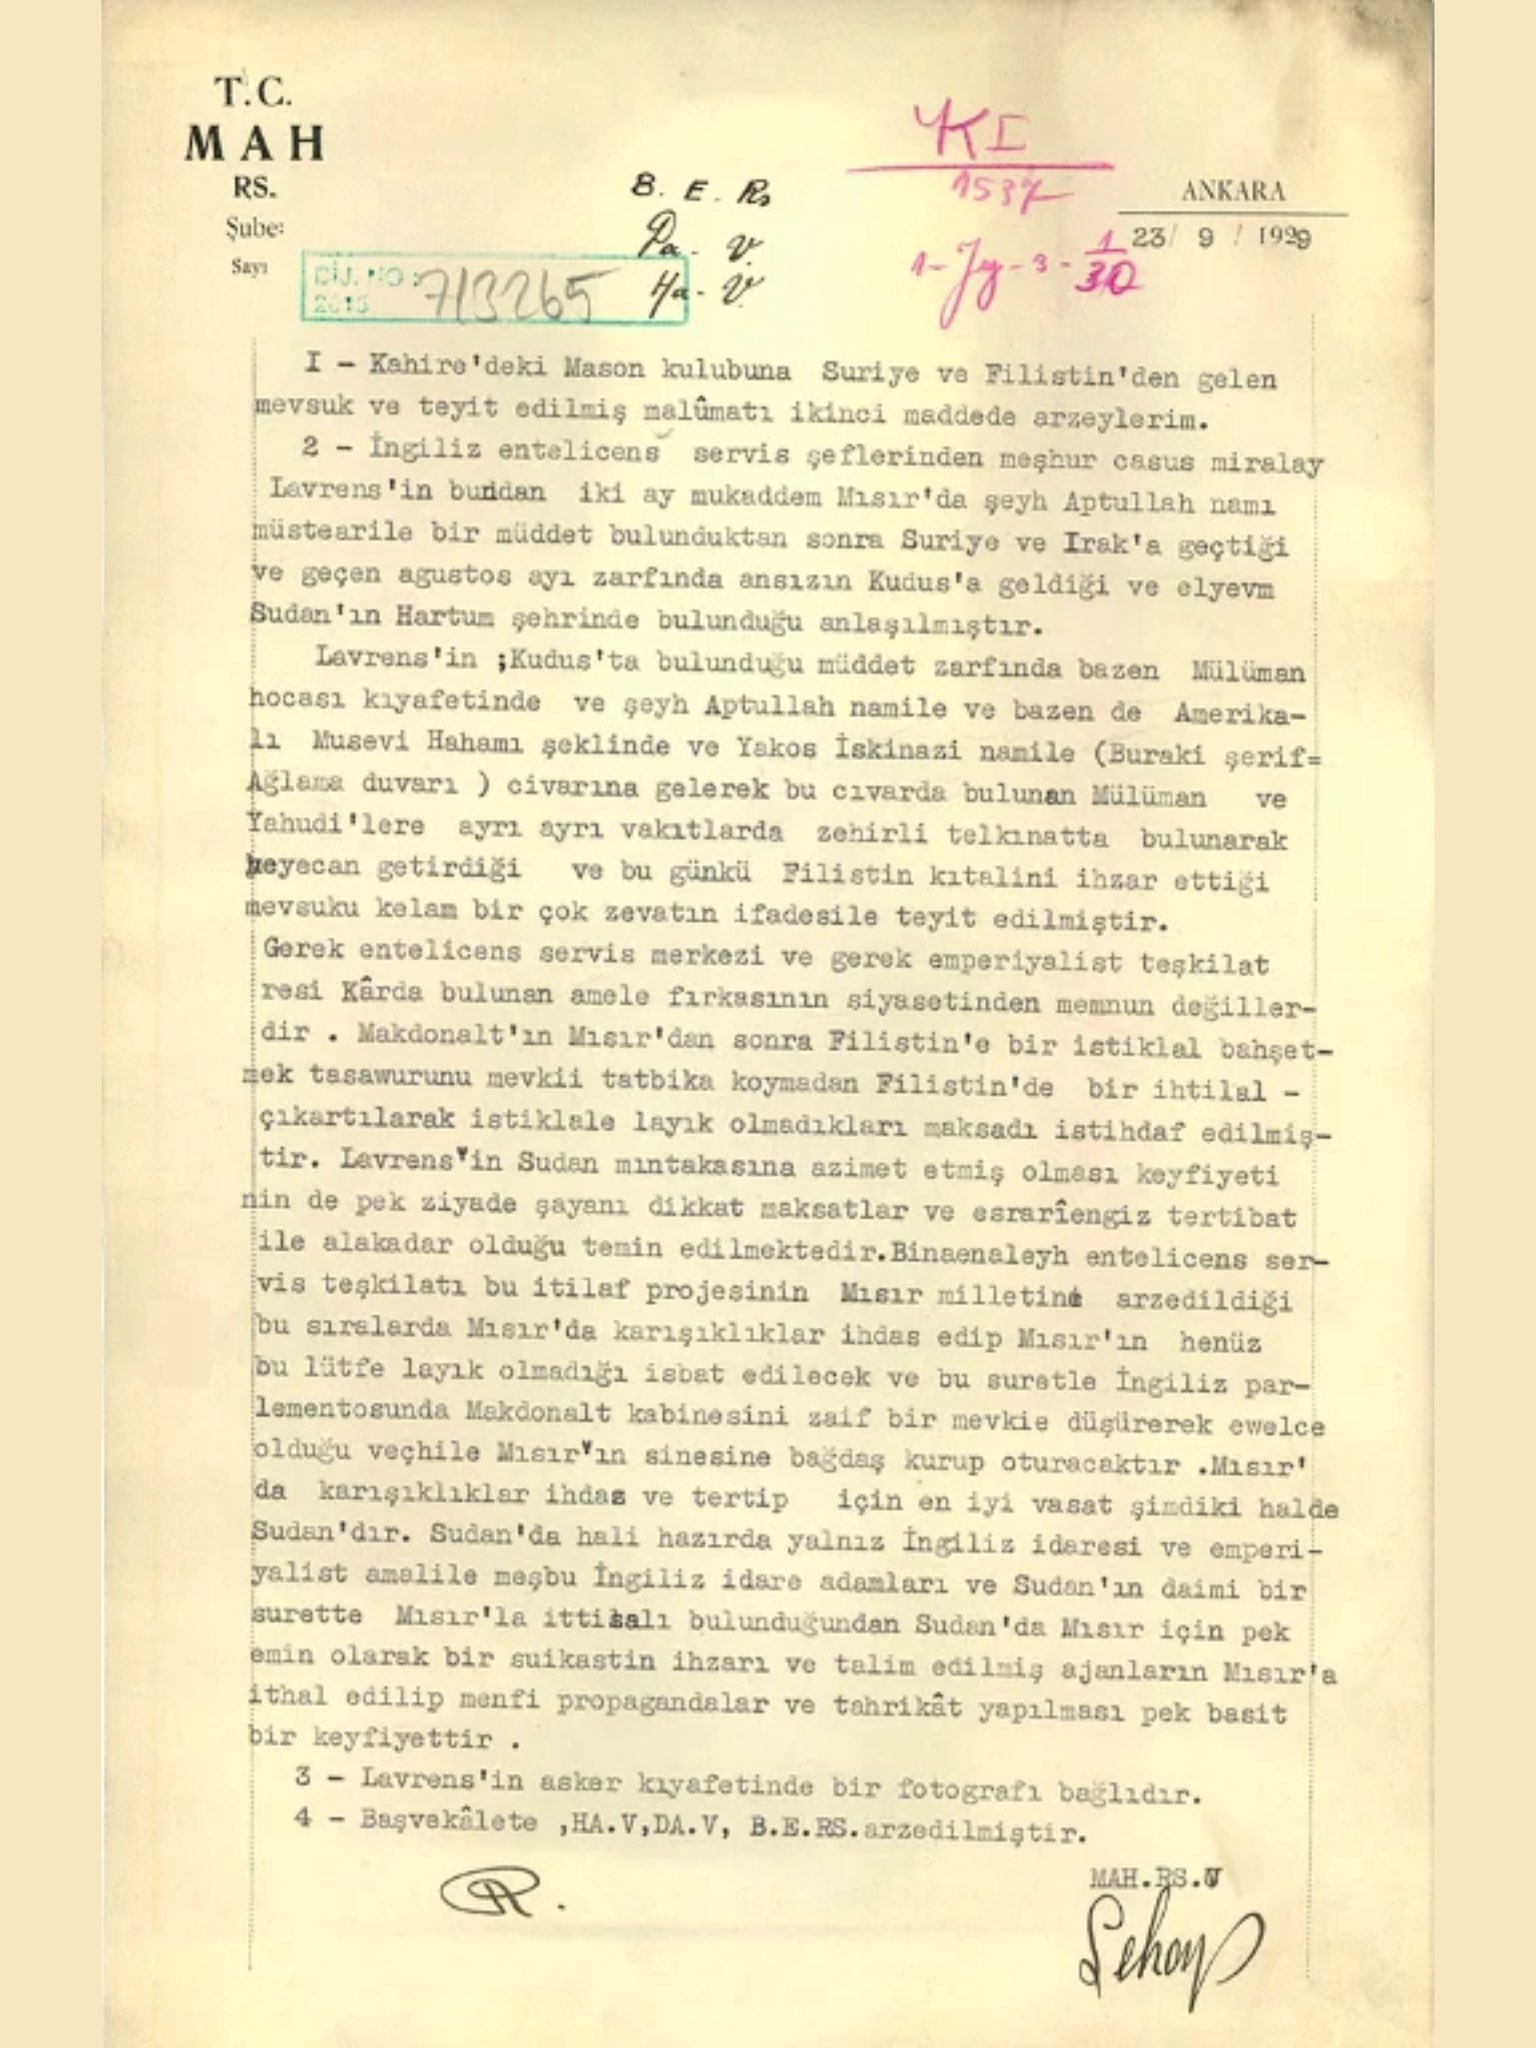 T.C.
MAH
RS.
Şube:
Sayı
DİJ. NO : 713265
2013
B. E. Rs
Da. V.
Ha. V.
KI
1537
1- Jy - 3 - 1/30
ANKARA
23/ 9 / 1929
I - Kahire'deki Mason kulubuna Suriye ve Filistin'den gelen
mevsuk ve teyit edilmiş malûmatı ikinci maddede arzeylerim.
2 - İngiliz entelicens servis şeflerinden meşhur casus miralay
Lavrens'in bundan iki ay mukaddem Mısır'da şeyh Aptullah namı
müstearile bir müddet bulunduktan sonra Suriye ve Irak'a geçtiği
ve geçen agustos ayı zarfında ansızın Kudus'a geldiği ve elyevm
Sudan'ın Hartum şehrinde bulunduğu anlaşılmıştır.
Lavrens'in ;Kudus'ta bulunduğu müddet zarfında bazen Mülüman
hocası kıyafetinde ve şeyh Aptullah namile ve bazen de Amerika-
lı Musevi Hahamı şeklinde ve Yakos İskinazi namile (Buraki şerif=
Ağlama duvarı ) civarına gelerek bu cıvarda bulunan Mülüman ve
Yahudi'lere ayrı ayrı vakıtlarda zehirli telkınatta bulunarak
heyecan getirdiği ve bu günkü Filistin kıtalini ihzar ettiği
mevsuku kelam bir çok zevatın ifadesile teyit edilmiştir.
Gerek entelicens servis merkezi ve gerek emperiyalist teşkilat
resi Kârda bulunan amele fırkasının siyasetinden memnun değiller-
dir . Makdonalt'ın Mısır'dan sonra Filistin'e bir istiklal bahşet-
mek tasawurunu mevkii tatbika koymadan Filistin'de bir ihtilal -
çıkartılarak istiklale layık olmadıkları maksadı istihdaf edilmiş-
tir. Lavrens'in Sudan mıntakasına azimet etmiş olması keyfiyeti
nin de pek ziyade şayanı dikkat maksatlar ve esrarîengiz tertibat
ile alakadar olduğu temin edilmektedir.Binaenaleyh entelicens ser-
vis teşkilatı bu itilaf projesinin Mısır milletine arzedildiği
bu sıralarda Mısır'da karışıklıklar ihdas edip Mısır'ın henüz
bu lütfe layık olmadığı isbat edilecek ve bu suretle İngiliz par-
lementosunda Makdonalt kabinesini zaif bir mevkie düşürerek ewelce
olduğu veçhile Mısır'ın sinesine bağdaş kurup oturacaktır .Mısır'
da karışıklıklar ihdas ve tertip için en iyi vasat şimdiki halde
Sudan'dır. Sudan'da hali hazırda yalnız İngiliz idaresi ve emperi-
yalist amelile meşbu İngiliz idare adamları ve Sudan'ın daimi bir
surette Mısır'la ittisalı bulunduğundan Sudan'da Mısır için pek
emin olarak bir suikastin ihzarı ve talim edilmiş ajanların Mısır'a
ithal edilip menfi propagandalar ve tahrikât yapılması pek basit
bir keyfiyettir .
3 - Lavrens'in asker kıyafetinde bir fotografı bağlıdır.
4 - Başvekâlete ,HA.V,DA.V, B.E.RS.arzedilmiştir.
MAH.RS.V
R.